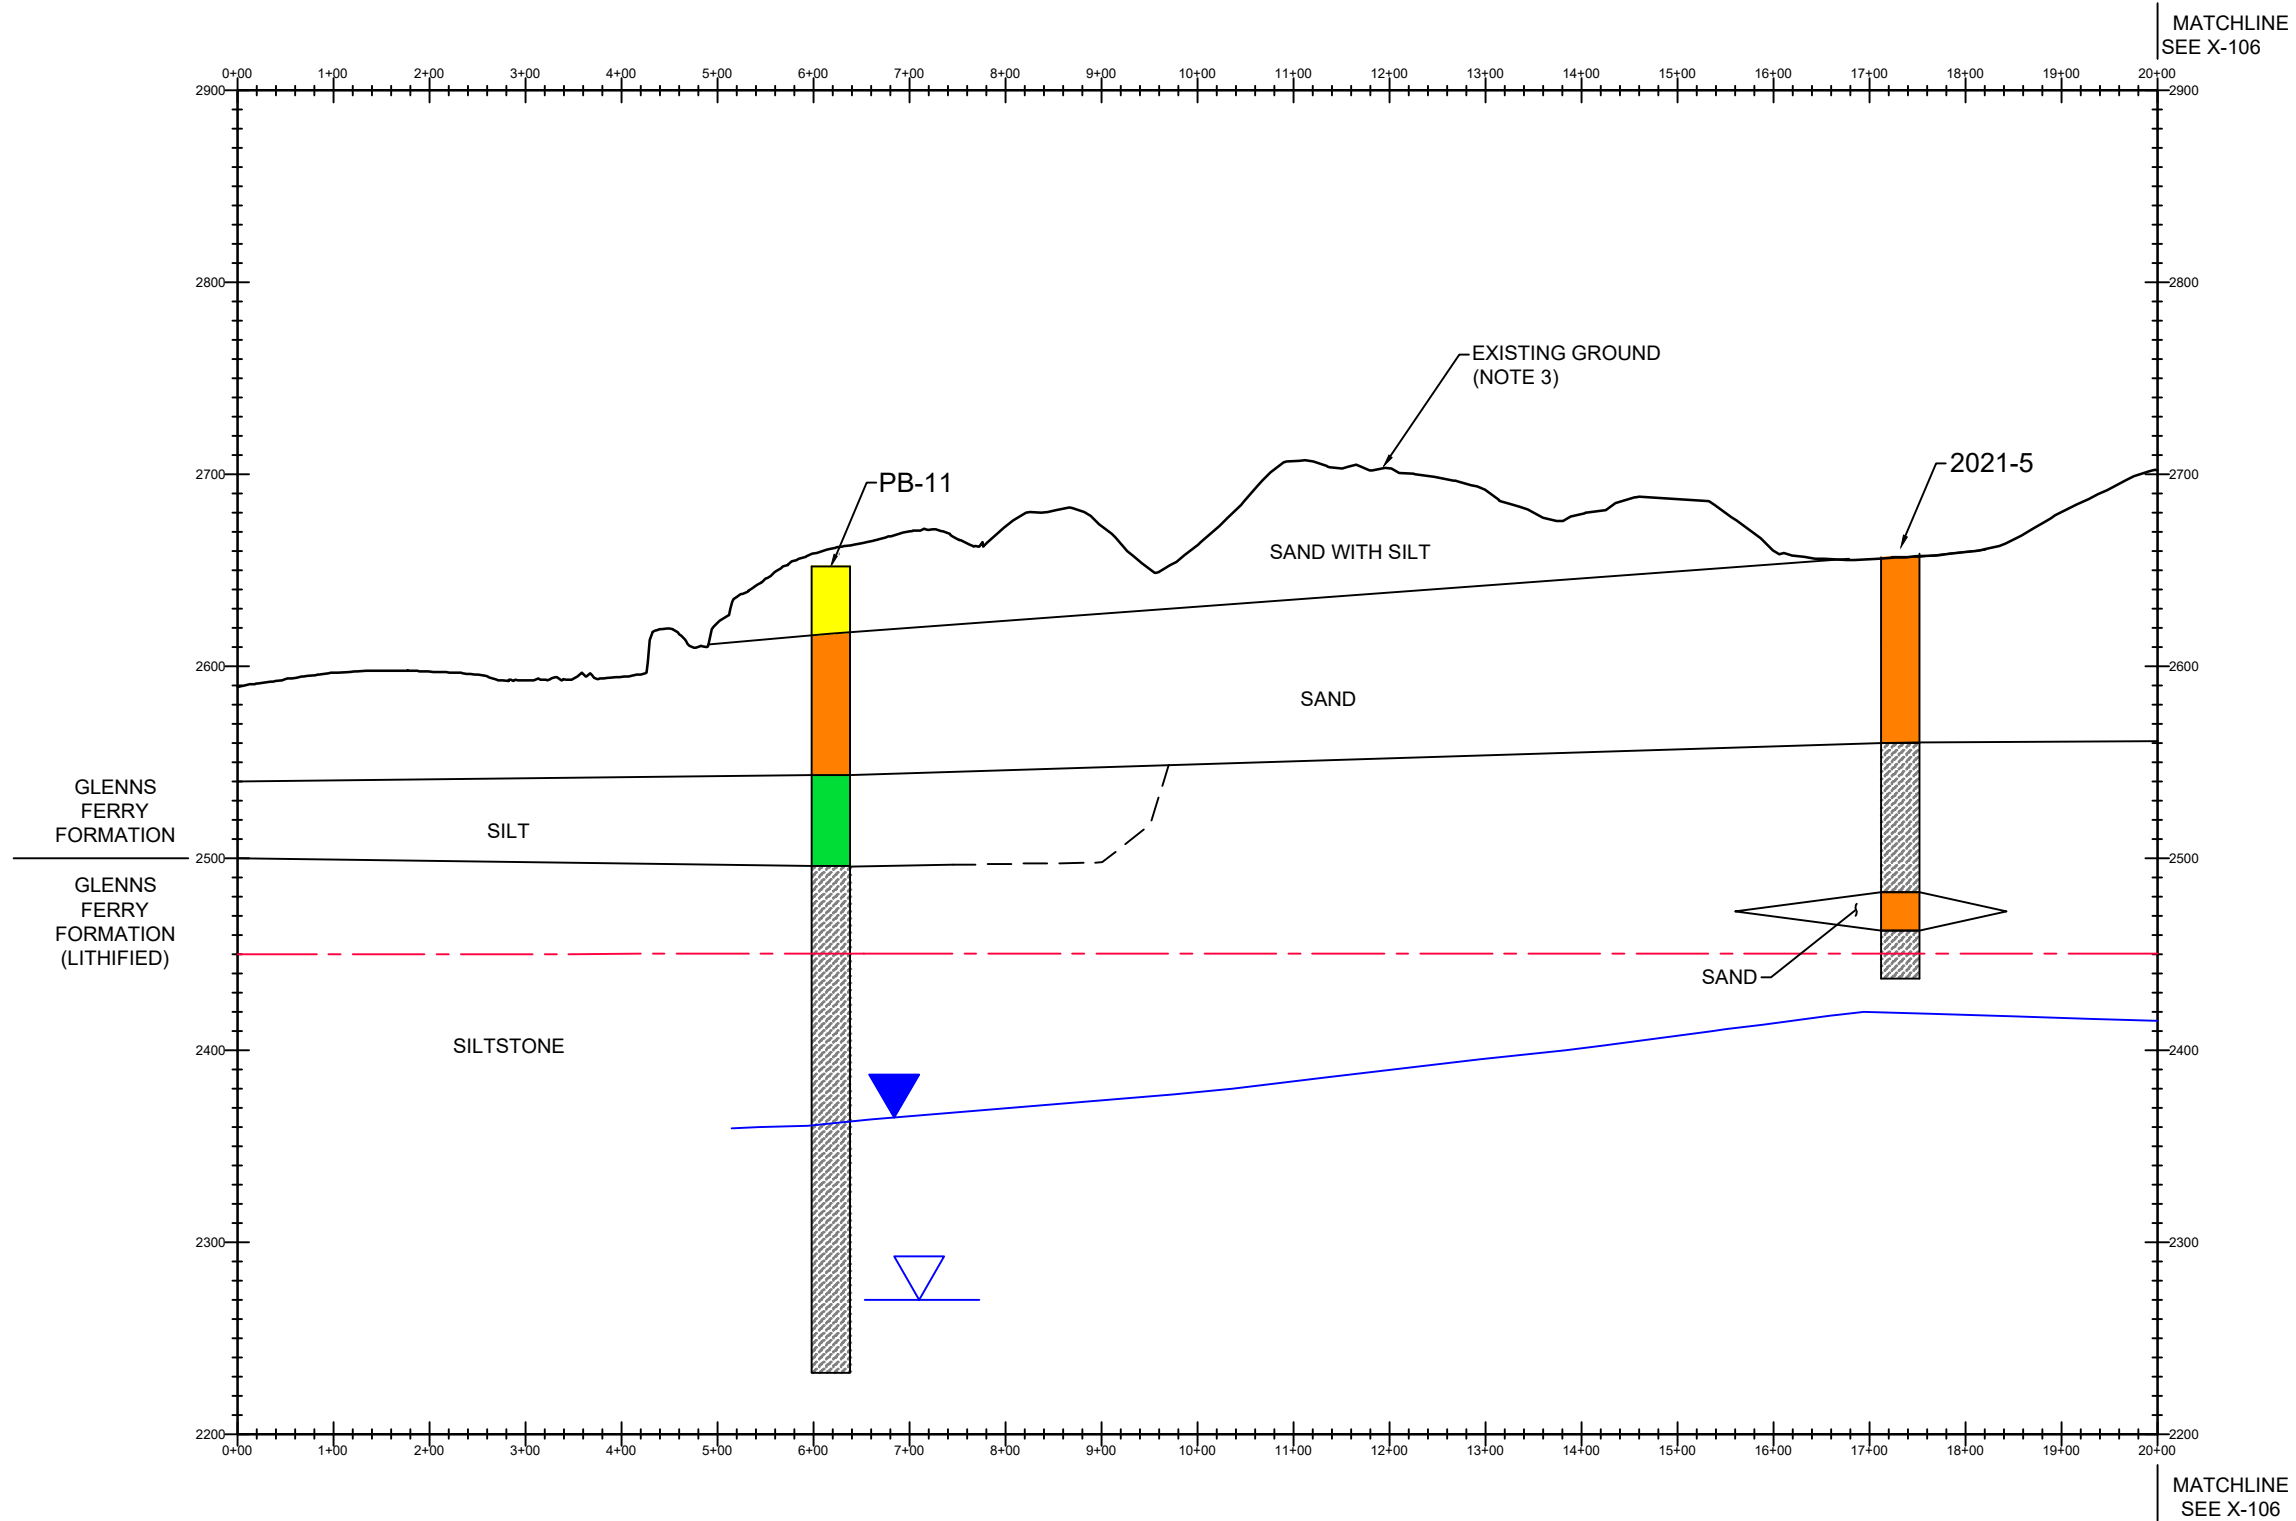 MATCHLINE
SEE X-106
0+00 1+00 2+00 3+00 4+00 5+00 6+00 7+00 8+00 9+00 10+00 11+00 12+00 13+00 14+00 15+00 16+00 17+00 18+00 19+00 20+00
2900 2900
2800 2800
EXISTING GROUND
(NOTE 3)
2700 2700
PB-11
2021-5
SAND WITH SILT
2600 2600
SAND
GLENNS
FERRY
FORMATION
SILT
2500 2500
GLENNS
FERRY
FORMATION
(LITHIFIED)
SAND
SILTSTONE
2400 2400
2300 2300
2200 2200
0+00 1+00 2+00 3+00 4+00 5+00 6+00 7+00 8+00 9+00 10+00 11+00 12+00 13+00 14+00 15+00 16+00 17+00 18+00 19+00 20+00
MATCHLINE
SEE X-106